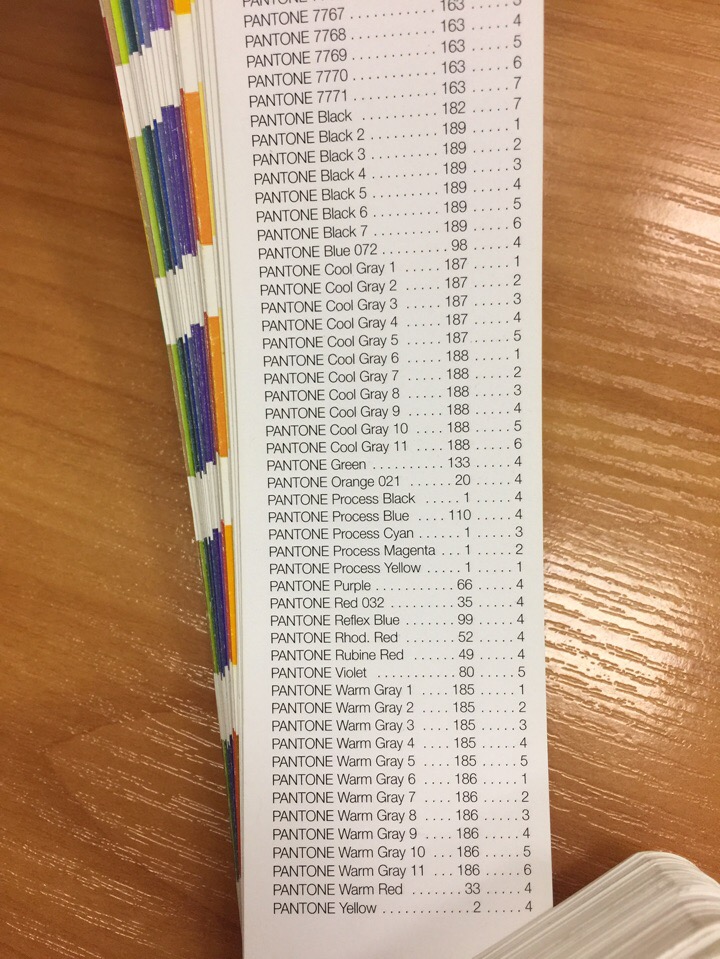 PANTONE 7767 . . . . . . . . . . 163 . . . . . 3
PANTONE 7768 . . . . . . . . . . 163 . . . . . 4
PANTONE 7769 . . . . . . . . . . 163 . . . . . 5
PANTONE 7770 . . . . . . . . . . 163 . . . . . 6
PANTONE 7771 . . . . . . . . . . 163 . . . . . 7
PANTONE Black . . . . . . . . . . 182 . . . . . 7
PANTONE Black 2 . . . . . . . . 189 . . . . . 1
PANTONE Black 3 . . . . . . . . 189 . . . . . 2
PANTONE Black 4 . . . . . . . . 189 . . . . . 3
PANTONE Black 5 . . . . . . . . 189 . . . . . 4
PANTONE Black 6 . . . . . . . . 189 . . . . . 5
PANTONE Black 7 . . . . . . . . 189 . . . . . 6
PANTONE Blue 072 . . . . . . . . 98 . . . . . 4
PANTONE Cool Gray 1 . . . . . 187 . . . . . 1
PANTONE Cool Gray 2 . . . . . 187 . . . . . 2
PANTONE Cool Gray 3 . . . . . 187 . . . . . 3
PANTONE Cool Gray 4 . . . . . 187 . . . . . 4
PANTONE Cool Gray 5 . . . . . 187 . . . . . 5
PANTONE Cool Gray 6 . . . . . 188 . . . . . 1
PANTONE Cool Gray 7 . . . . . 188 . . . . . 2
PANTONE Cool Gray 8 . . . . . 188 . . . . . 3
PANTONE Cool Gray 9 . . . . . 188 . . . . . 4
PANTONE Cool Gray 10 . . . . 188 . . . . . 5
PANTONE Cool Gray 11 . . . . 188 . . . . . 6
PANTONE Green . . . . . . . . . . 133 . . . . . 4
PANTONE Orange 021 . . . . . . 20 . . . . . 4
PANTONE Process Black . . . . . 1 . . . . . 4
PANTONE Process Blue . . . . 110 . . . . . 4
PANTONE Process Cyan . . . . . . 1 . . . . . 3
PANTONE Process Magenta . . . 1 . . . . . 2
PANTONE Process Yellow . . . . . 1 . . . . . 1
PANTONE Purple . . . . . . . . . . . 66 . . . . . 4
PANTONE Red 032 . . . . . . . . . 35 . . . . . 4
PANTONE Reflex Blue . . . . . . . 99 . . . . . 4
PANTONE Rhod. Red . . . . . . . 52 . . . . . 4
PANTONE Rubine Red . . . . . . 49 . . . . . 4
PANTONE Violet . . . . . . . . . . . 80 . . . . . 5
PANTONE Warm Gray 1 . . . . 185 . . . . . 1
PANTONE Warm Gray 2 . . . . 185 . . . . . 2
PANTONE Warm Gray 3 . . . . 185 . . . . . 3
PANTONE Warm Gray 4 . . . . 185 . . . . . 4
PANTONE Warm Gray 5 . . . . 185 . . . . . 5
PANTONE Warm Gray 6 . . . . 186 . . . . . 1
PANTONE Warm Gray 7 . . . . 186 . . . . . 2
PANTONE Warm Gray 8 . . . . 186 . . . . . 3
PANTONE Warm Gray 9 . . . . 186 . . . . . 4
PANTONE Warm Gray 10 . . . 186 . . . . . 5
PANTONE Warm Gray 11 . . . 186 . . . . . 6
PANTONE Warm Red . . . . . . . 33 . . . . . 4
PANTONE Yellow . . . . . . . . . . . . 2 . . . . . 4